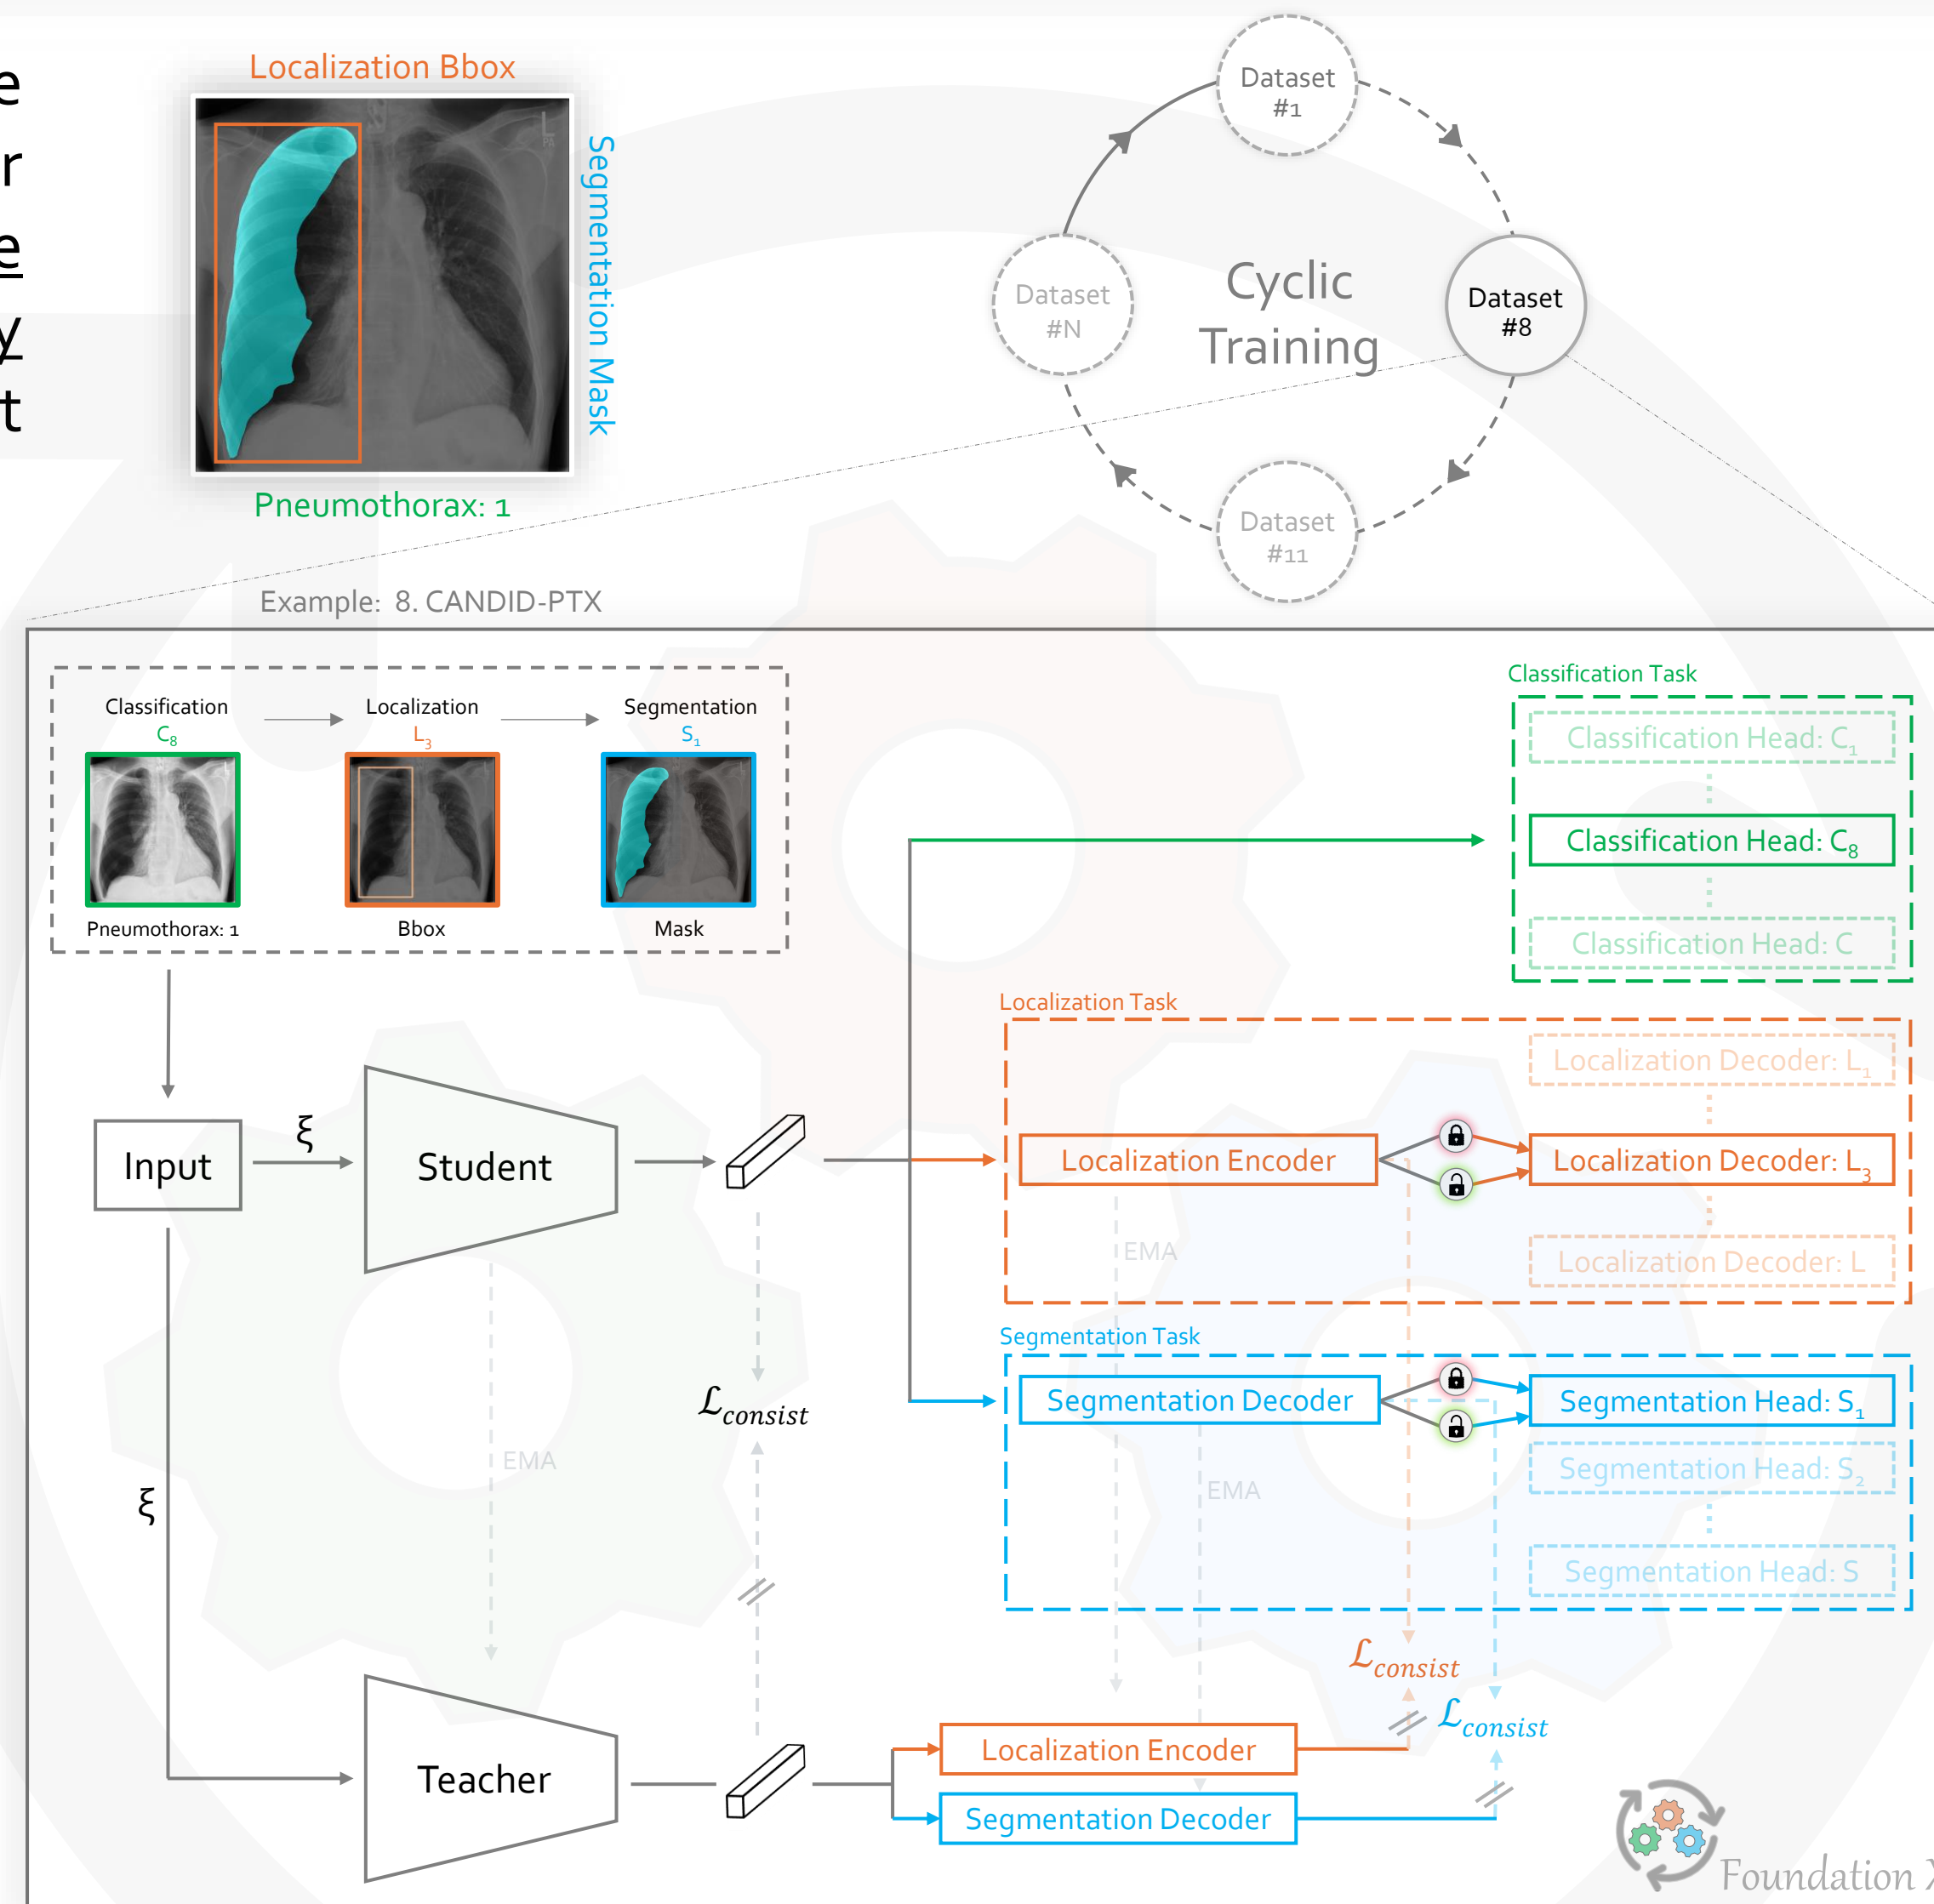 e
r
e
y
t
Localization Bbox
Segmentation Mask
Pneumothorax: 1
Dataset
#1
Dataset
#N
Cyclic
Training
Dataset
#8
Dataset
#11
Example: 8. CANDID-PTX
Classification
C₈
Localization
L₃
Segmentation
S₁
Pneumothorax: 1
Bbox
Mask
Classification Task
Classification Head: C₁
Classification Head: C₈
Classification Head: C
Localization Task
Localization Decoder: L₁
Localization Encoder
Localization Decoder: L₃
Localization Decoder: L
EMA
Input
ξ
Student
Segmentation Task
Segmentation Decoder
Segmentation Head: S₁
Segmentation Head: S₂
Segmentation Head: S
EMA
EMA
ℒconsist
ξ
ℒconsist
ℒconsist
Teacher
Localization Encoder
Segmentation Decoder
Foundation X